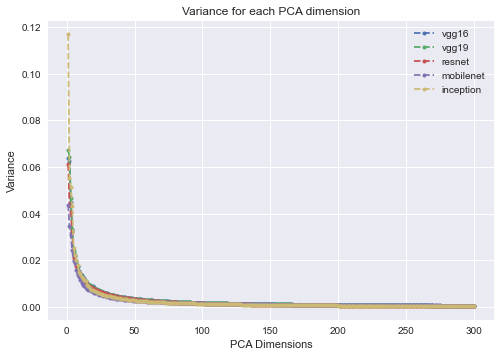 Variance for each PCA dimension
vgg16
vgg19
resnet
mobilenet
inception
0.12
0.10
0.08
0.06
0.04
0.02
0.00
Variance
0 50 100 150 200 250 300
PCA Dimensions